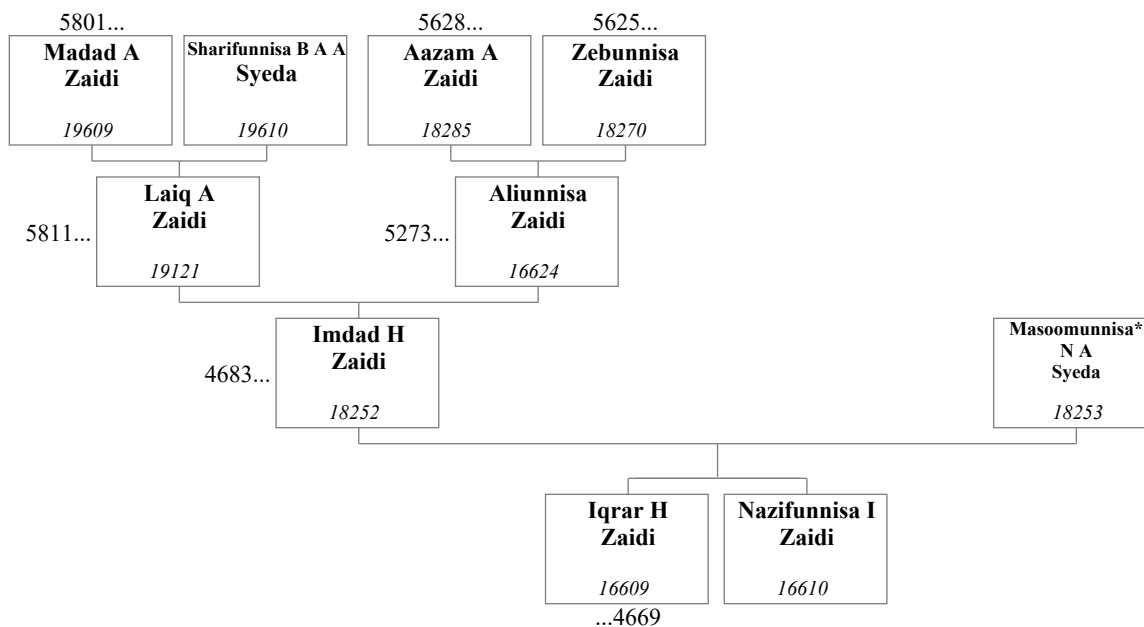 5801...
5628...
5625...
Madad A
Zaidi
19609
Sharifunnisa B A A
Syeda
19610
Aazam A
Zaidi
18285
Zebunnisa
Zaidi
18270
5811...
Laiq A
Zaidi
19121
5273...
Aliunnisa
Zaidi
16624
4683...
Imdad H
Zaidi
18252
Masoomunnisa*
N A
Syeda
18253
Iqrar H
Zaidi
16609
...4669
Nazifunnisa I
Zaidi
16610